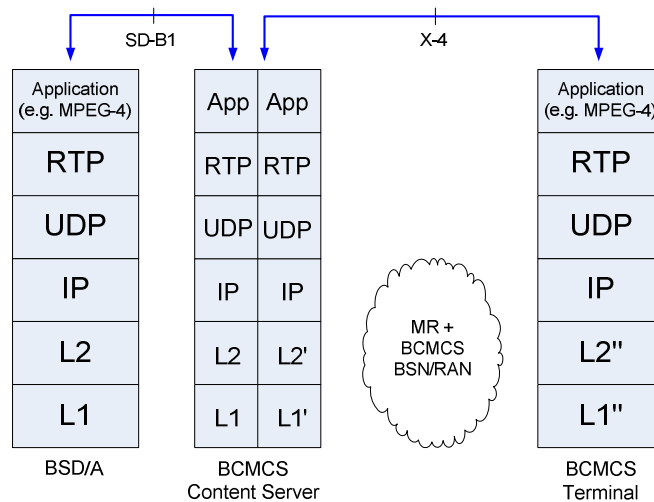 SD-B1
X-4
Application
(e.g. MPEG-4)
RTP
UDP
IP
L2
L1
BSD/A
App App
RTP RTP
UDP UDP
IP IP
L2 L2'
L1 L1'
BCMCS
Content Server
MR +
BCMCS
BSN/RAN
Application
(e.g. MPEG-4)
RTP
UDP
IP
L2"
L1"
BCMCS
Terminal